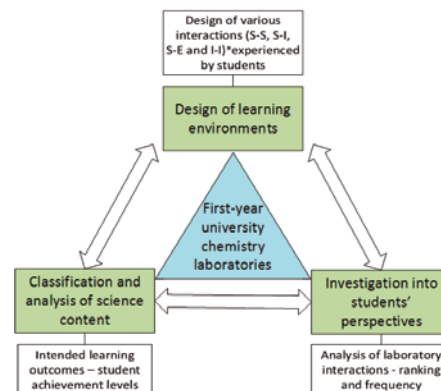 Design of various
interactions (S-S, S-I,
S-E and I-I)*experienced
by students
Design of learning
environments
First-year
university
chemistry
laboratories
Classification and
analysis of science
content
Investigation into
students'
perspectives
Intended learning
outcomes – student
achievement levels
Analysis of laboratory
interactions - ranking
and frequency